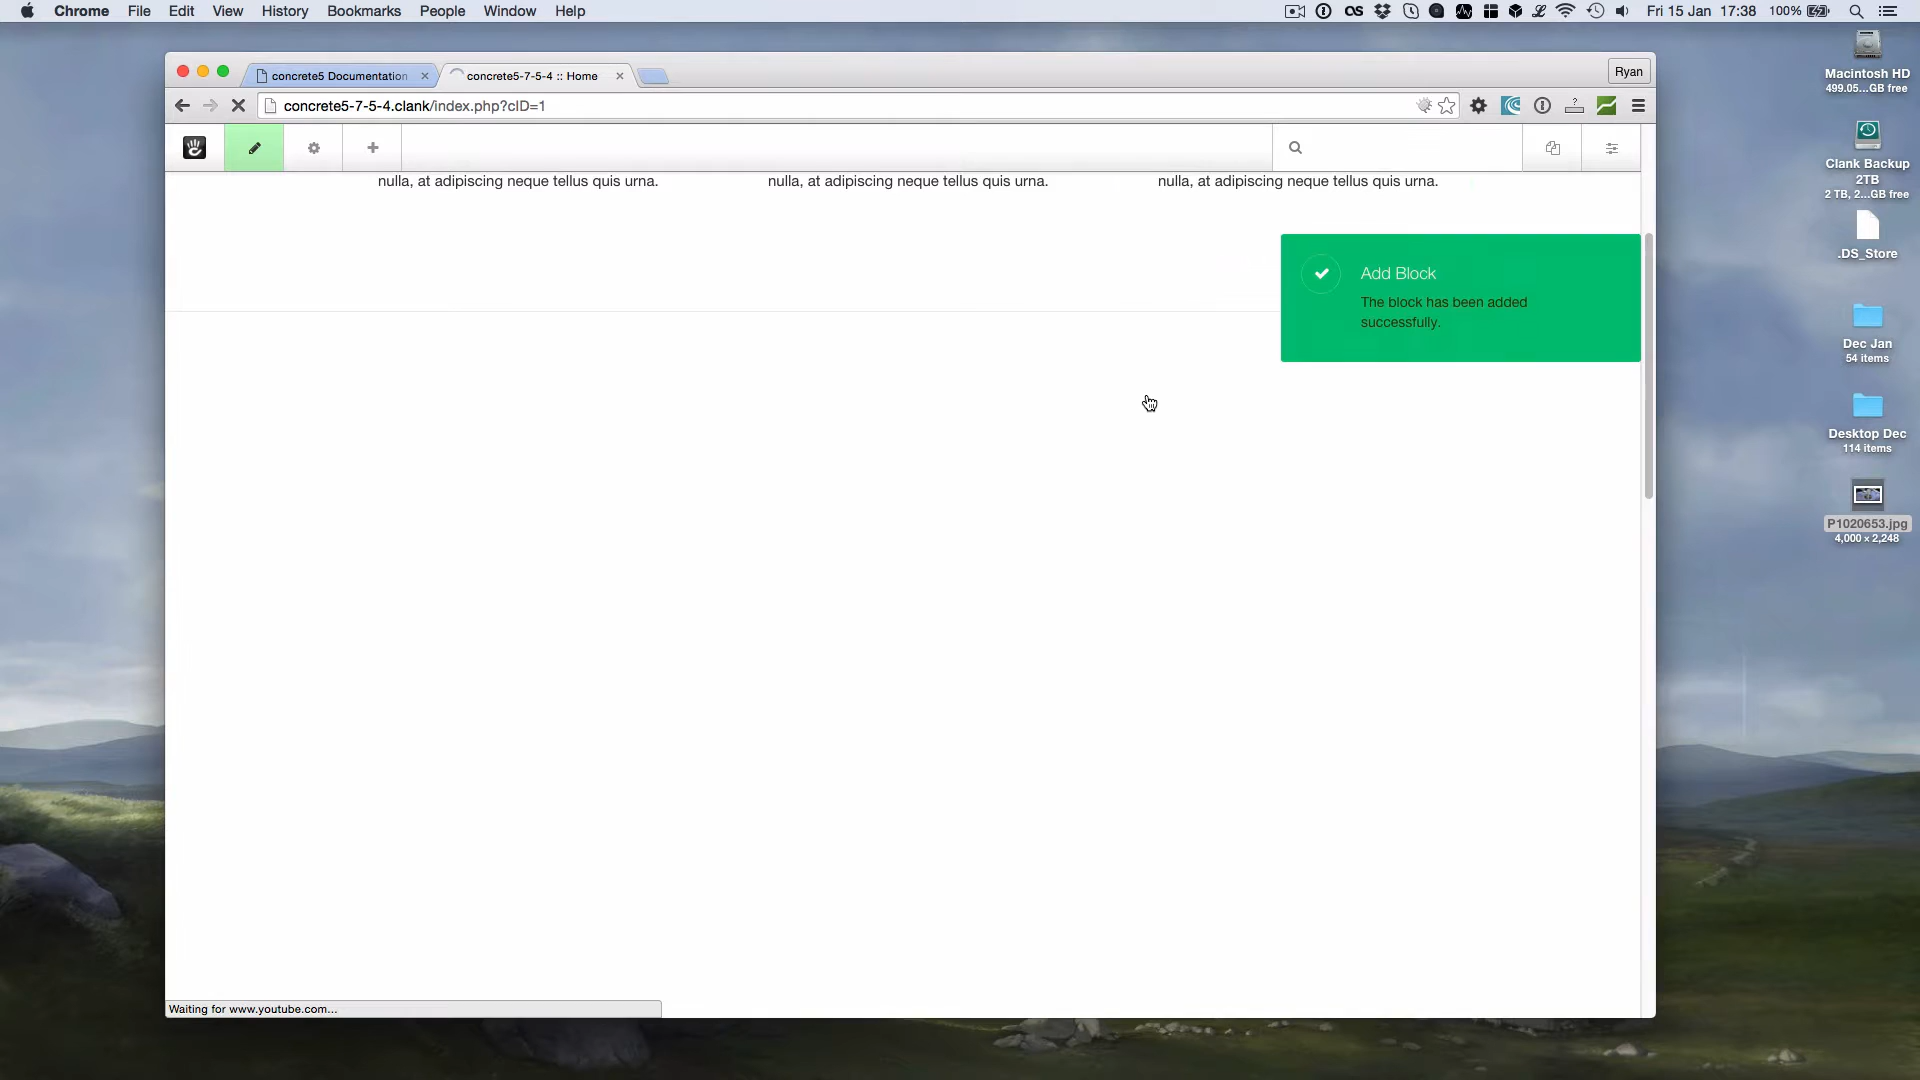 Chrome File Edit View History Bookmarks People Window Help
Fri 15 Jan 17:38 100%
concrete5 Documentation
concrete5-7-5-4 :: Home
Ryan
concrete5-7-5-4.clank/index.php?cID=1
nulla, at adipiscing neque tellus quis urna. nulla, at adipiscing neque tellus quis urna. nulla, at adipiscing neque tellus quis urna.
Add Block
The block has been added
successfully.
Waiting for www.youtube.com...
Macintosh HD
499.05...GB free
Clank Backup
2TB
2 TB, 2...GB free
.DS_Store
Dec Jan
54 items
Desktop Dec
114 items
P1020653.jpg
4,000 × 2,248